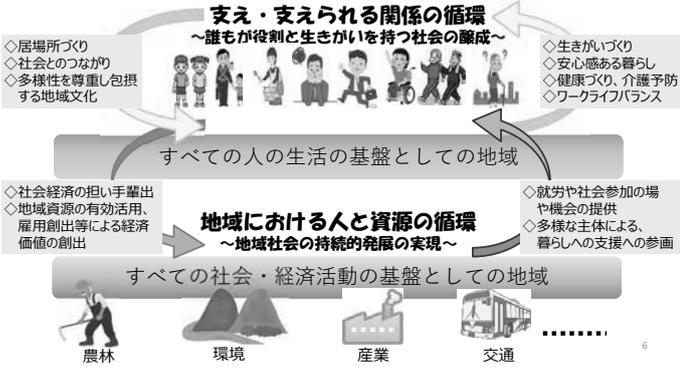 支え・支えられる関係の循環
～誰もが役割と生きがいを持つ社会の醸成～
◇居場所づくり
◇社会とのつながり
◇多様性を尊重し包摂
する地域文化
◇生きがいづくり
◇安心感ある暮らし
◇健康づくり、介護予防
◇ワークライフバランス
すべての人の生活の基盤としての地域
◇社会経済の担い手輩出
◇地域資源の有効活用、
雇用創出等による経済
価値の創出
地域における人と資源の循環
～地域社会の持続的発展の実現～
◇就労や社会参加の場
や機会の提供
◇多様な主体による、
暮らしへの支援への参画
すべての社会・経済活動の基盤としての地域
農林
環境
産業
交通
6